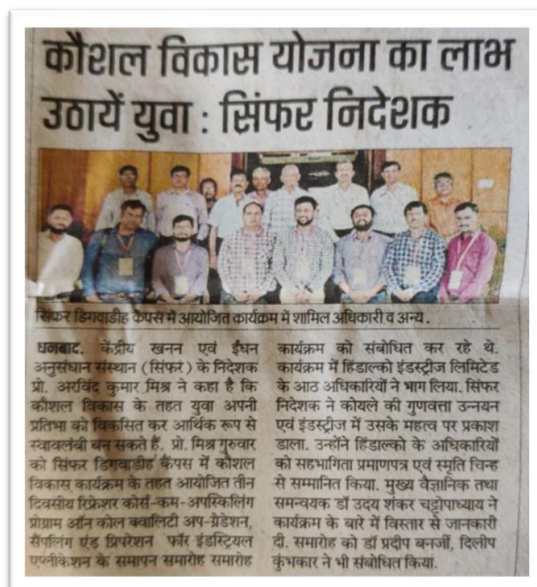 कौशल विकास योजना का लाभ
उठायें युवा : सिंफर निदेशक
सिंफर डिगवाडीह कैंपस में आयोजित कार्यक्रम में शामिल अधिकारी व अन्य.
धनबाद. केंद्रीय खनन एवं ईंधन
अनुसंधान संस्थान (सिंफर) के निदेशक
प्रो. अरविंद कुमार मिश्र ने कहा है कि
कौशल विकास के तहत युवा अपनी
प्रतिभा को विकसित कर आर्थिक रूप से
स्वावलंबी बन सकते हैं. प्रो. मिश्र गुरुवार
को सिंफर डिगवाडीह कैंपस में कौशल
विकास कार्यक्रम के तहत आयोजित तीन
दिवसीय रिफ्रेशर कोर्स-कम-अपस्किलिंग
प्रोग्राम ऑन कोल क्वालिटी अप-ग्रेडेशन,
सैंपलिंग एंड प्रिपरेशन फॉर इंडस्ट्रियल
एप्लीकेशन के समापन समारोह समारोह
कार्यक्रम को संबोधित कर रहे थे.
कार्यक्रम में हिंडाल्को इंडस्ट्रीज लिमिटेड
के आठ अधिकारियों ने भाग लिया. सिंफर
निदेशक ने कोयले की गुणवत्ता उन्नयन
एवं इंडस्ट्रीज में उसके महत्व पर प्रकाश
डाला. उन्होंने हिंडाल्को के अधिकारियों
को सहभागिता प्रमाणपत्र एवं स्मृति चिन्ह
से सम्मानित किया. मुख्य वैज्ञानिक तथा
समन्वयक डॉ उदय शंकर चट्टोपाध्याय ने
कार्यक्रम के बारे में विस्तार से जानकारी
दी. समारोह को डॉ प्रदीप बनर्जी, दिलीप
कुंभकार ने भी संबोधित किया.